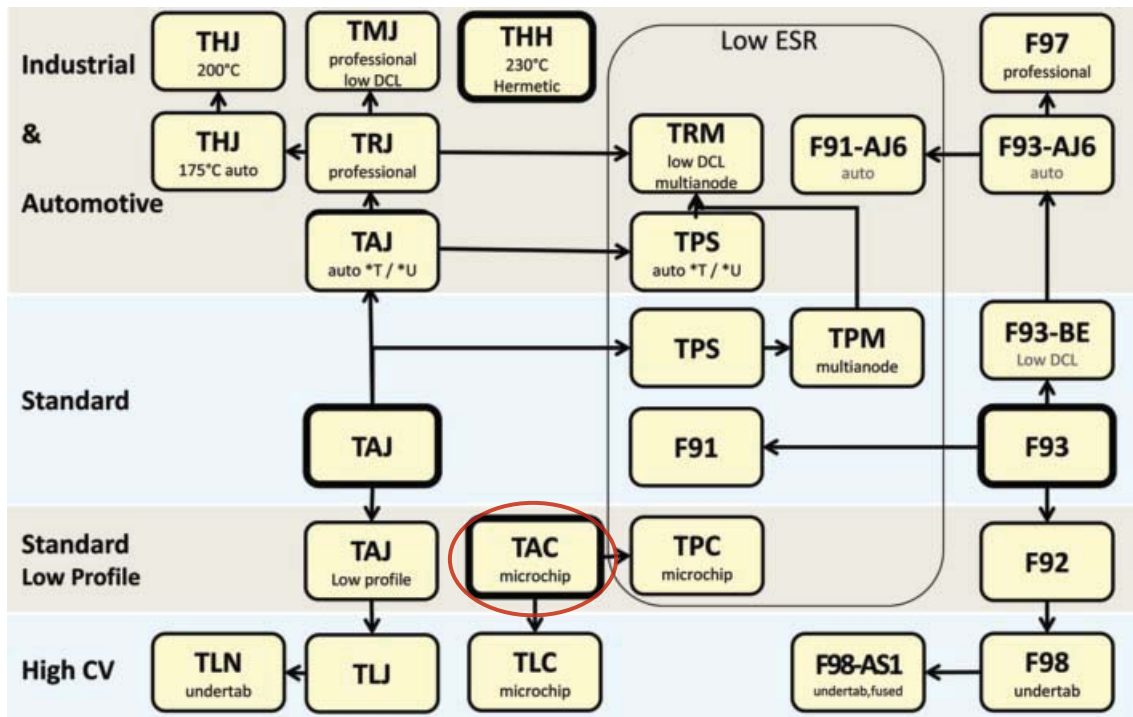 Industrial
&
Automotive
THJ
200°C
TMJ
professional
low DCL
THH
230°C
Hermetic
Low ESR
F97
professional
THJ
175°C auto
TRJ
professional
TRM
low DCL
multianode
F91-AJ6
auto
F93-AJ6
auto
TAJ
auto *T / *U
TPS
auto *T / *U
Standard
TPS
TPM
multianode
F93-BE
Low DCL
TAJ
F91
F93
Standard
Low Profile
TAJ
Low profile
TAC
microchip
TPC
microchip
F92
High CV
TLN
undertab
TLJ
TLC
microchip
F98-AS1
undertab,fused
F98
undertab